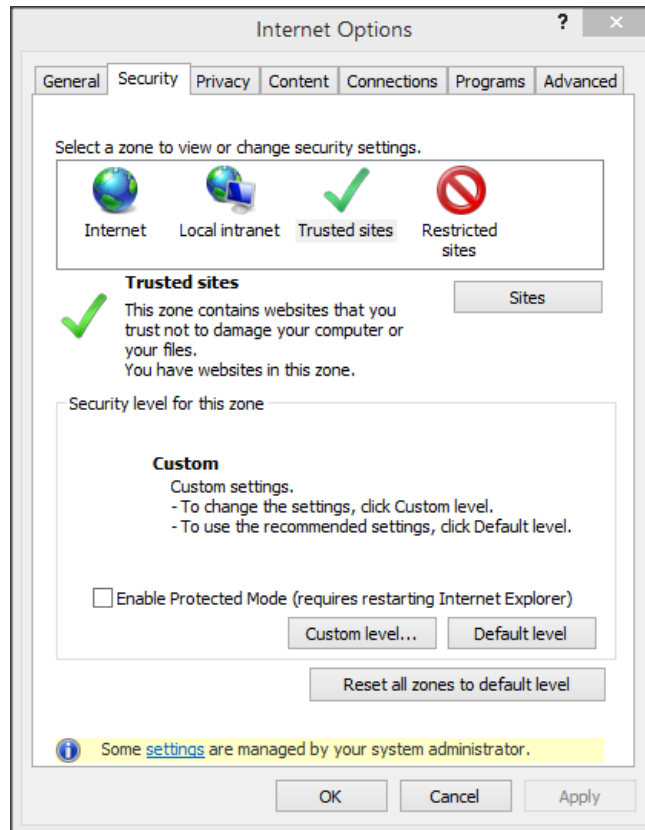 Internet Options
?
General Security Privacy Content Connections Programs Advanced
Select a zone to view or change security settings.
Internet
Local intranet
Trusted sites
Restricted
sites
Trusted sites
This zone contains websites that you
trust not to damage your computer or
your files.
You have websites in this zone.
Sites
Security level for this zone
Custom
Custom settings.
- To change the settings, click Custom level.
- To use the recommended settings, click Default level.
Enable Protected Mode (requires restarting Internet Explorer)
Custom level... Default level
Reset all zones to default level
Some settings are managed by your system administrator.
OK Cancel Apply